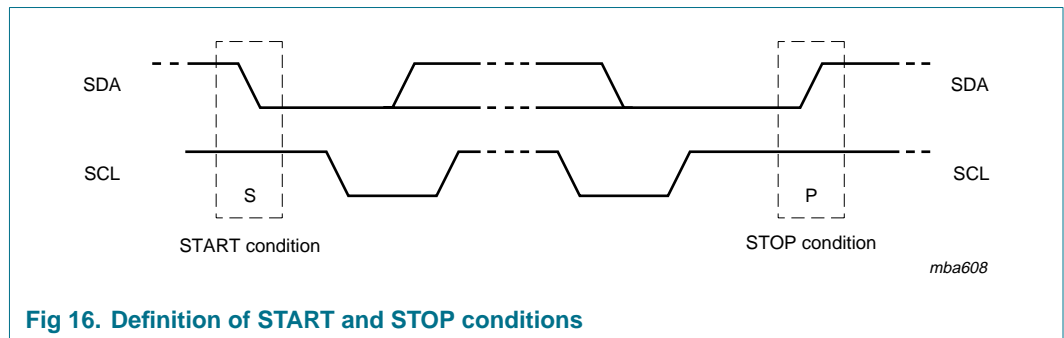 SDA SDA
SCL SCL
S P
START condition STOP condition
mba608
Fig 16. Definition of START and STOP conditions